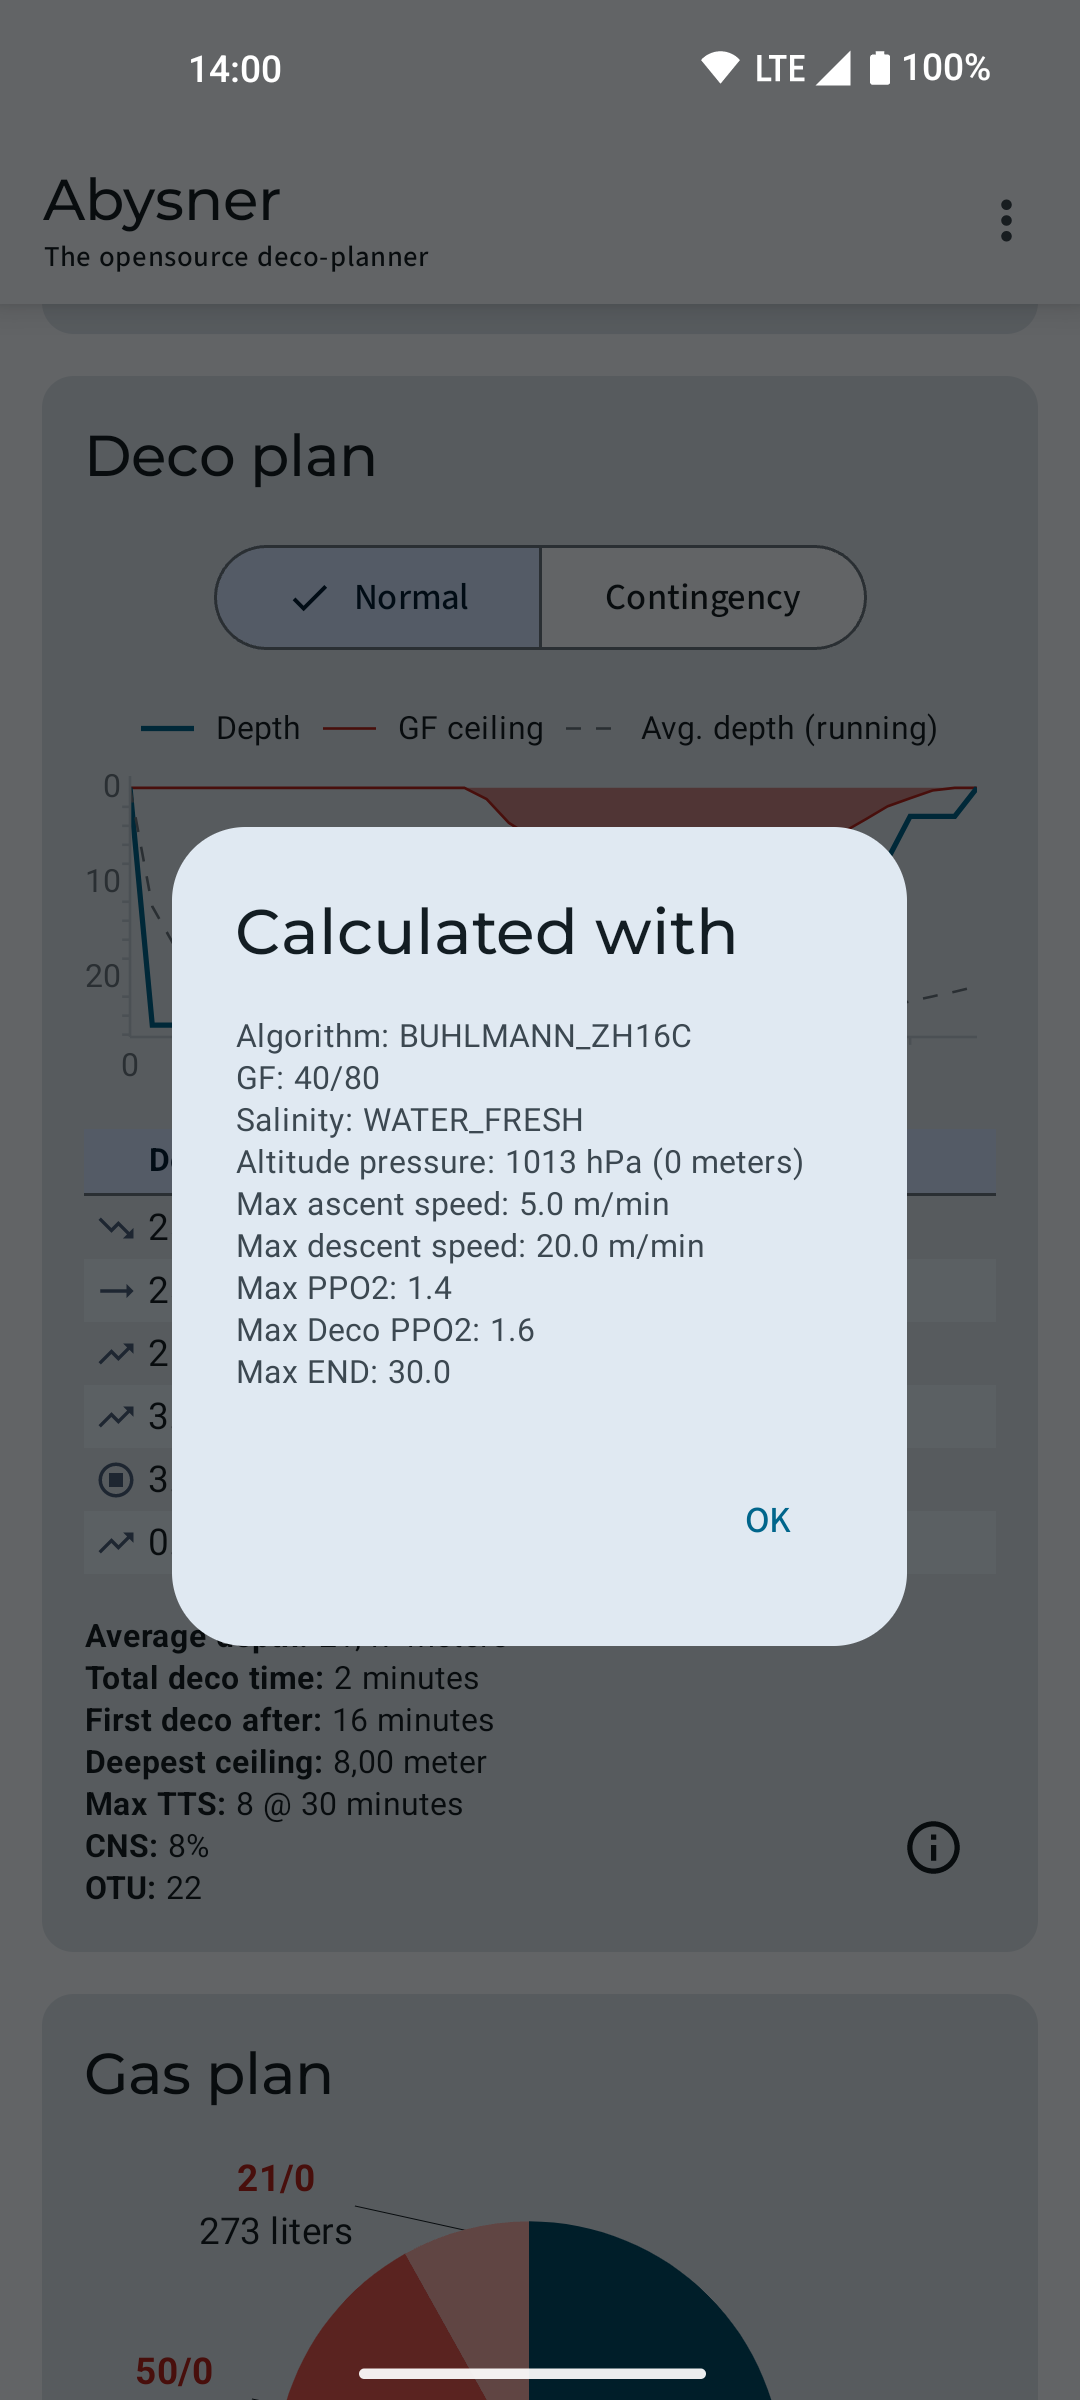 14:00
LTE
100%
Abysner
The opensource deco-planner
Deco plan
Normal
Contingency
Depth
GF ceiling
Avg. depth (running)
0
10
20
0
Calculated with
Algorithm: BUHLMANN_ZH16C
GF: 40/80
Salinity: WATER_FRESH
Altitude pressure: 1013 hPa (0 meters)
Max ascent speed: 5.0 m/min
Max descent speed: 20.0 m/min
Max PPO2: 1.4
Max Deco PPO2: 1.6
Max END: 30.0
OK
2
2
2
3
3
0
Average
Total deco time: 2 minutes
First deco after: 16 minutes
Deepest ceiling: 8,00 meter
Max TTS: 8 @ 30 minutes
CNS: 8%
OTU: 22
Gas plan
21/0
273 liters
50/0